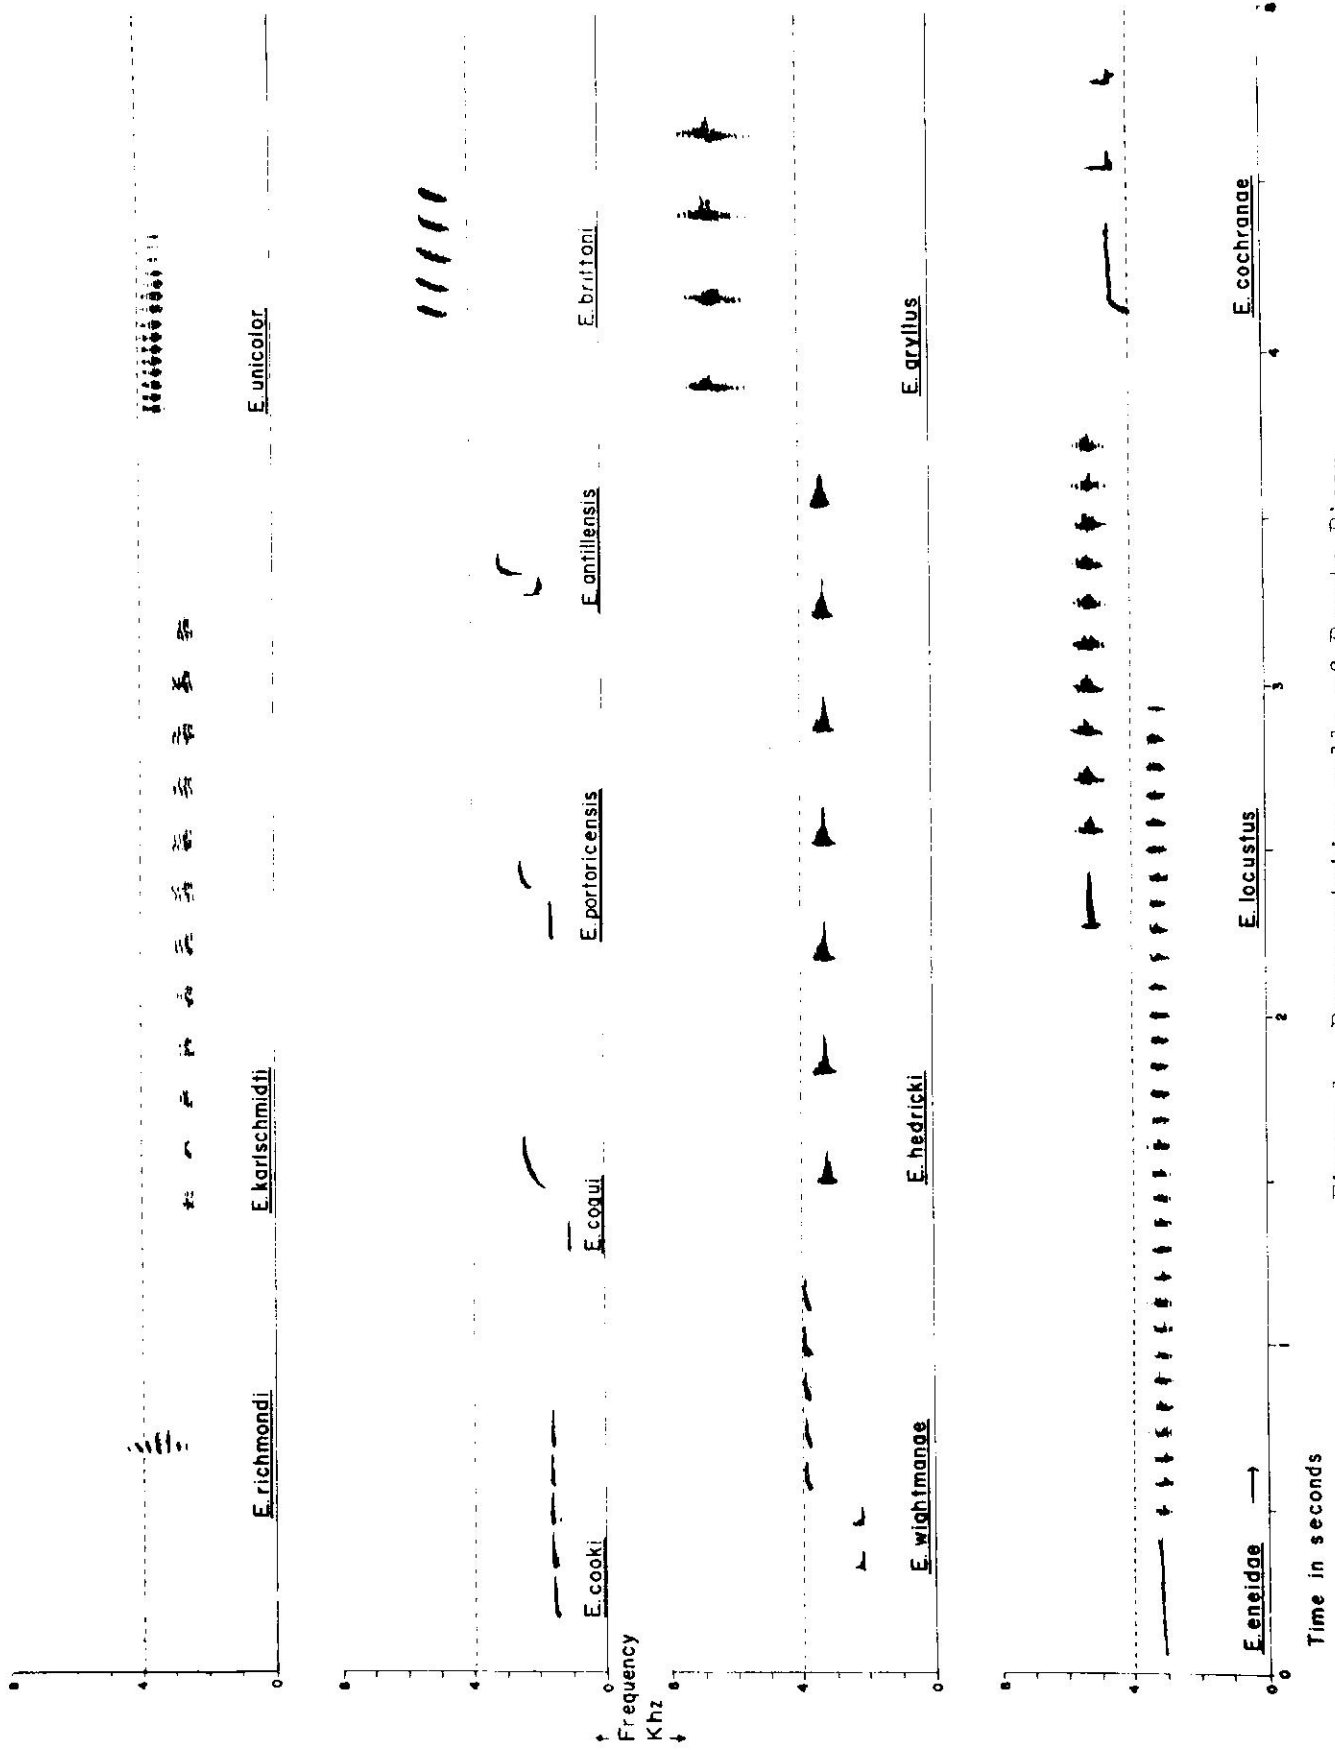 8
4
0
E. richmondi
E. karlschmidti
E. unicolor
8
4
0
E. cooki
E. coqui
E. portoricensis
E. antillensis
E. brittoni
Frequency
Khz
8
4
0
E. wightmanae
E. hedricki
E. gryllus
8
4
0
E. eneidae →
E. locustus
E. cochranae
0 1 2 3 4
Time in seconds